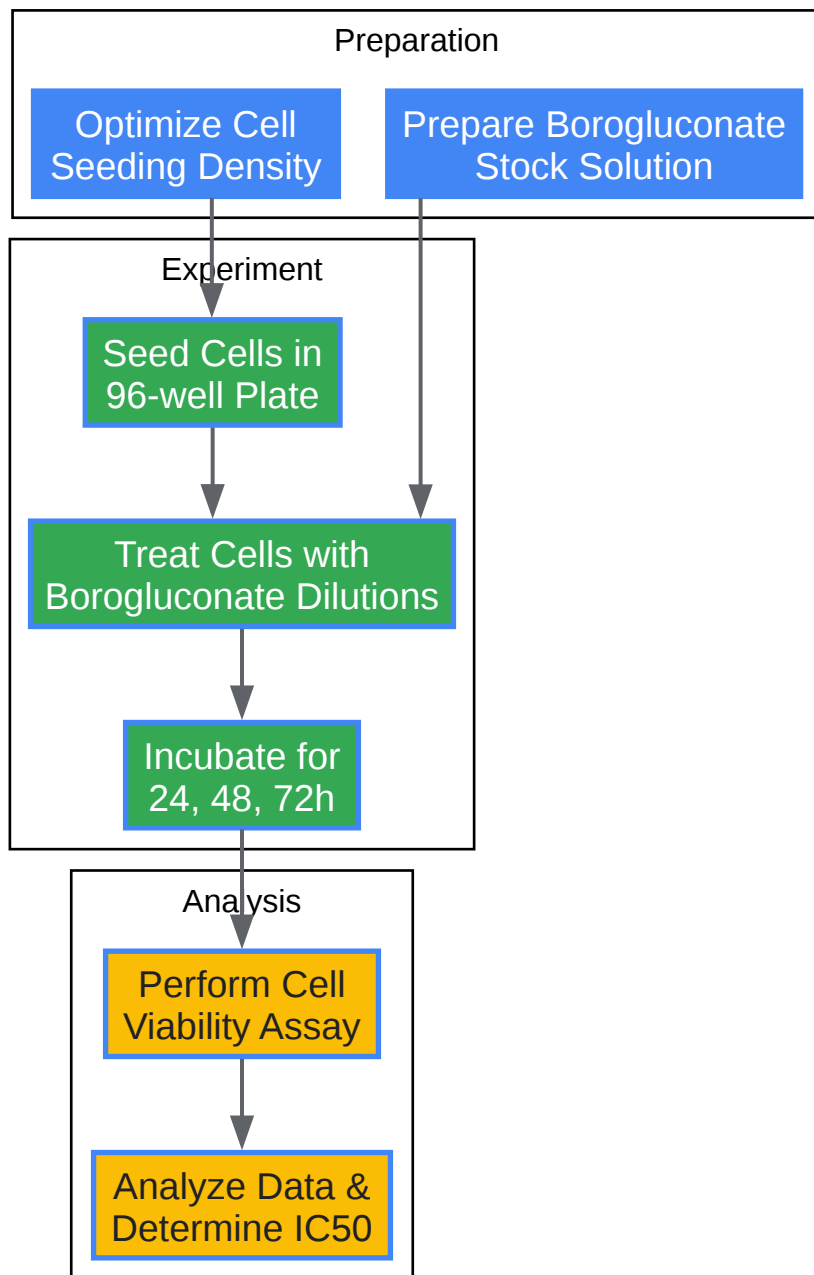 Preparation
Optimize Cell
Seeding Density
Prepare Borogluconate
Stock Solution
Experiment
Seed Cells in
96-well Plate
Treat Cells with
Borogluconate Dilutions
Incubate for
24, 48, 72h
Analysis
Perform Cell
Viability Assay
Analyze Data &
Determine IC50